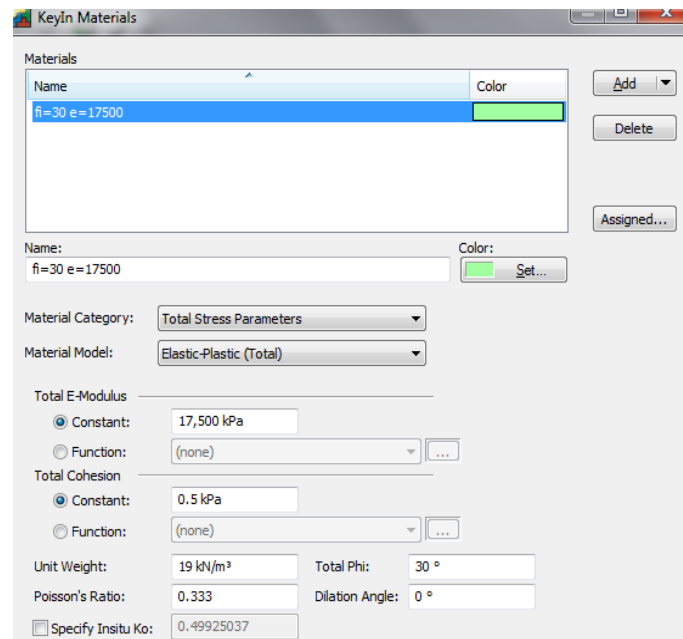 KeyIn Materials
Materials
Name Color
fi=30 e=17500
Add
Delete
Assigned...
Name: Color:
fi=30 e=17500 Set...
Material Category: Total Stress Parameters
Material Model: Elastic-Plastic (Total)
Total E-Modulus
Constant: 17,500 kPa
Function: (none) ...
Total Cohesion
Constant: 0.5 kPa
Function: (none) ...
Unit Weight: 19 kN/m³ Total Phi: 30 °
Poisson's Ratio: 0.333 Dilation Angle: 0 °
Specify Insitu Ko: 0.49925037